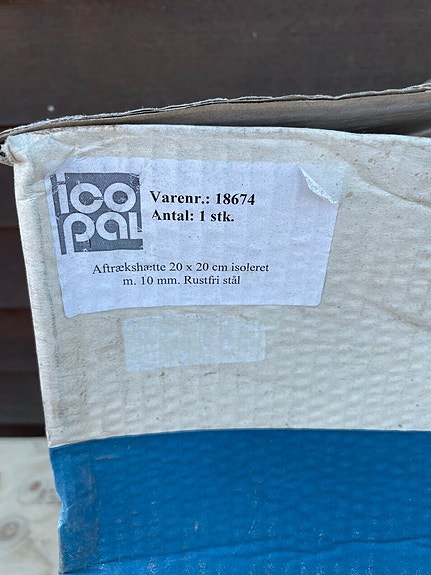 ico
pal
Varenr.: 18674
Antal: 1 stk.
Aftrækshætte 20 x 20 cm isoleret
m. 10 mm. Rustfri stål